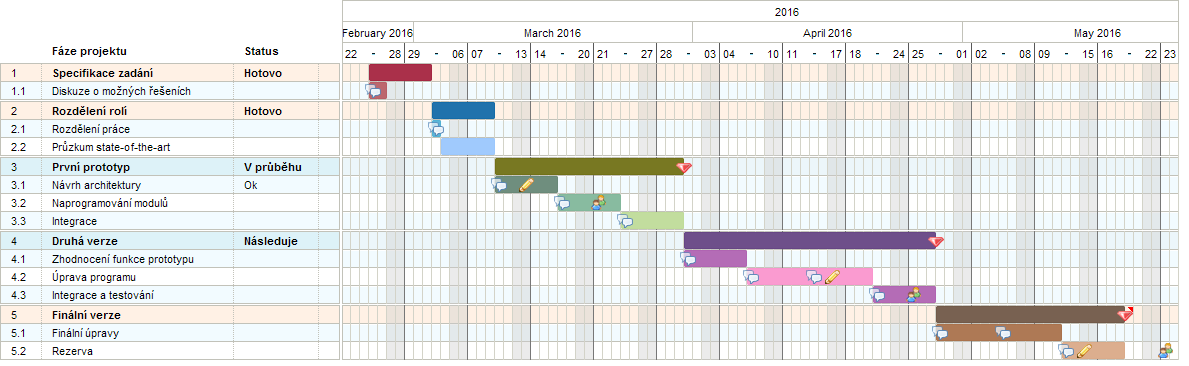 2016
February 2016 March 2016 April 2016 May 2016
Fáze projektu Status 22 - 28 29 - 06 07 - 13 14 - 20 21 - 27 28 - 03 04 - 10 11 - 17 18 - 24 25 - 01 02 - 08 09 - 15 16 - 22 23
1 Specifikace zadání Hotovo
1.1 Diskuze o možných řešeních
2 Rozdělení rolí Hotovo
2.1 Rozdělení práce
2.2 Průzkum state-of-the-art
3 První prototyp V průběhu
3.1 Návrh architektury Ok
3.2 Naprogramování modulů
3.3 Integrace
4 Druhá verze Následuje
4.1 Zhodnocení funkce prototypu
4.2 Úprava programu
4.3 Integrace a testování
5 Finální verze
5.1 Finální úpravy
5.2 Rezerva